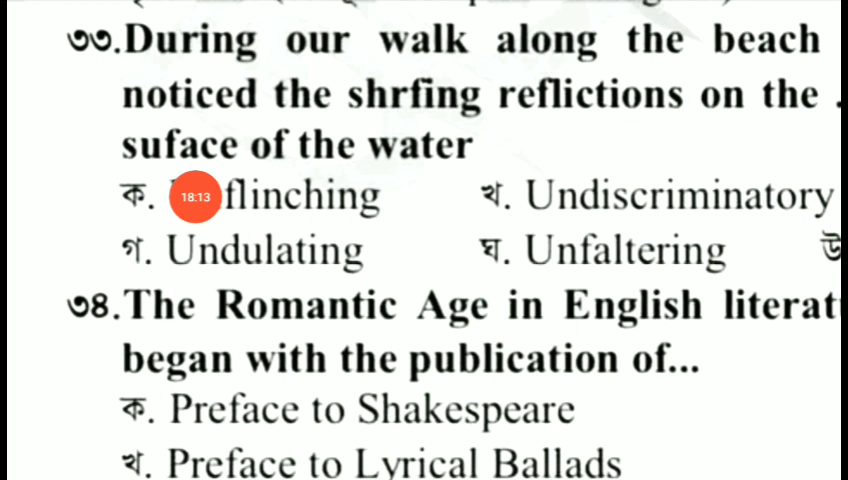 ৩৩.During our walk along the beach
noticed the shrfing reflictions on the .
suface of the water
ক. flinching খ. Undiscriminatory
18:13
গ. Undulating ঘ. Unfaltering
৩৪.The Romantic Age in English literat
began with the publication of...
ক. Preface to Shakespeare
খ. Preface to Lyrical Ballads